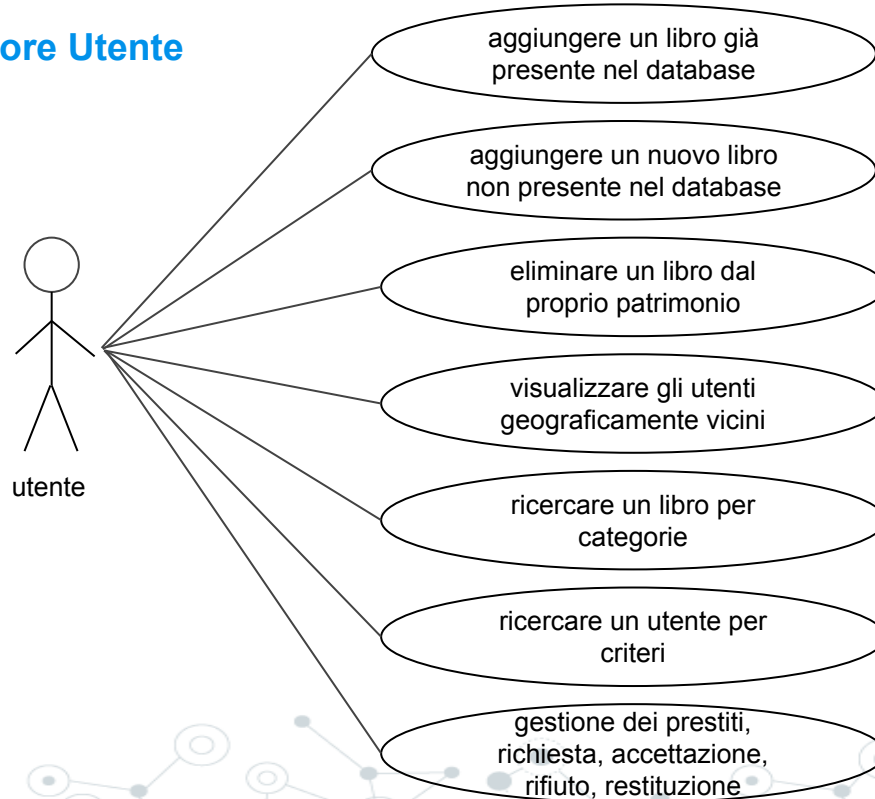 ore Utente
aggiungere un libro già
presente nel database
aggiungere un nuovo libro
non presente nel database
eliminare un libro dal
proprio patrimonio
visualizzare gli utenti
geograficamente vicini
utente
ricercare un libro per
categorie
ricercare un utente per
criteri
gestione dei prestiti,
richiesta, accettazione,
rifiuto, restituzione